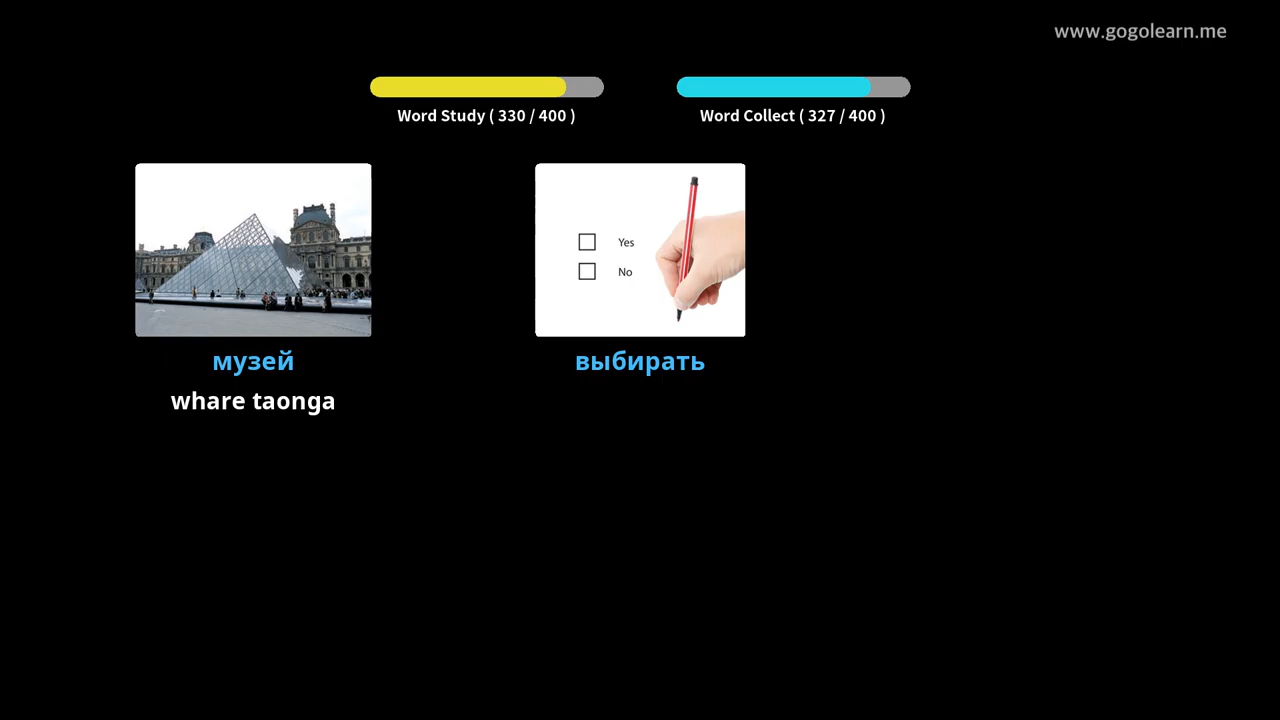 www.gogolearn.me
Word Study ( 330 / 400 )
Word Collect ( 327 / 400 )
Yes
No
музей
выбирать
whare taonga